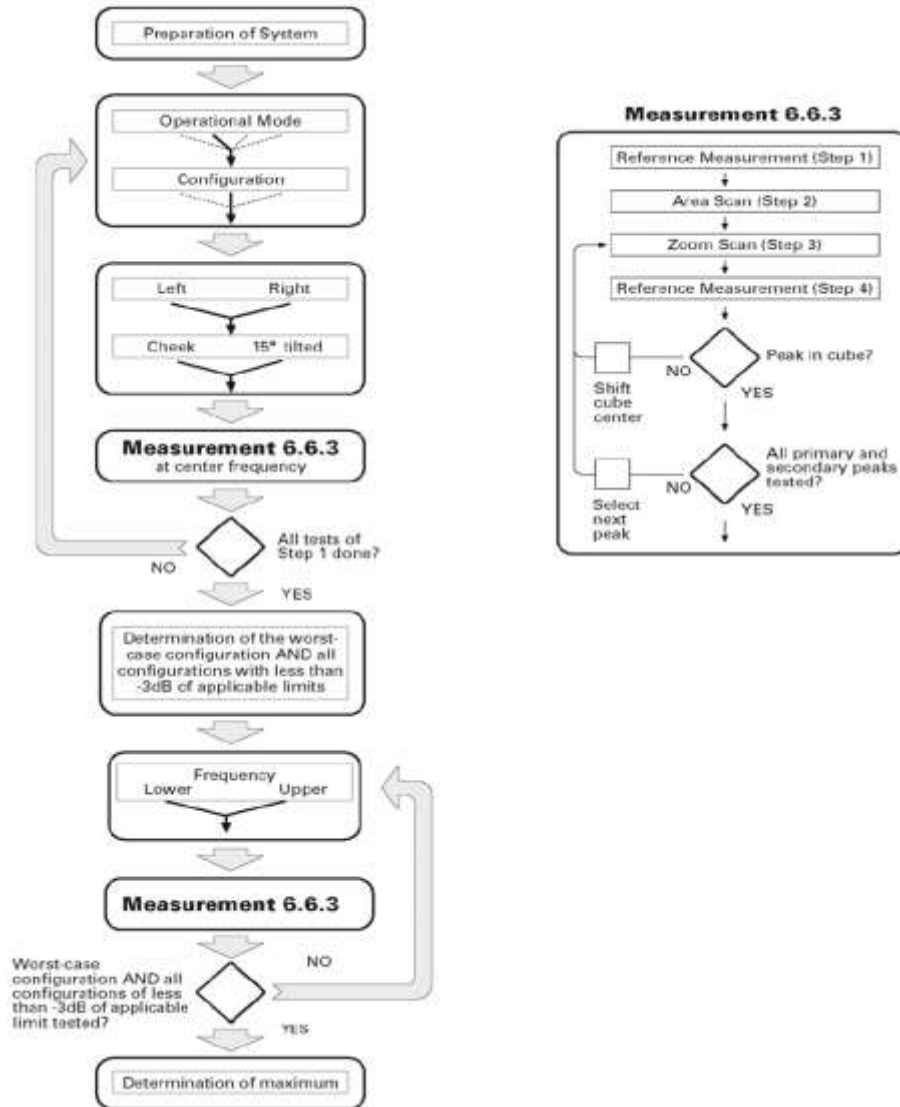 Preparation of System
Operational Mode
Configuration
Left Right
Cheek 15° tilted
Measurement 6.6.3
at center frequency
All tests of
Step 1 done?
NO
YES
Determination of the worst-
case configuration AND all
configurations with less than
-3dB of applicable limits
Frequency
Lower Upper
Measurement 6.6.3
Worst-case
configuration AND all
configurations of less
than -3dB of applicable
limit tested?
NO
YES
Determination of maximum
Measurement 6.6.3
Reference Measurement (Step 1)
Area Scan (Step 2)
Zoom Scan (Step 3)
Reference Measurement (Step 4)
Peak in cube?
NO
Shift
cube
center
YES
All primary and
secondary peaks
tested?
NO
Select
next
peak
YES